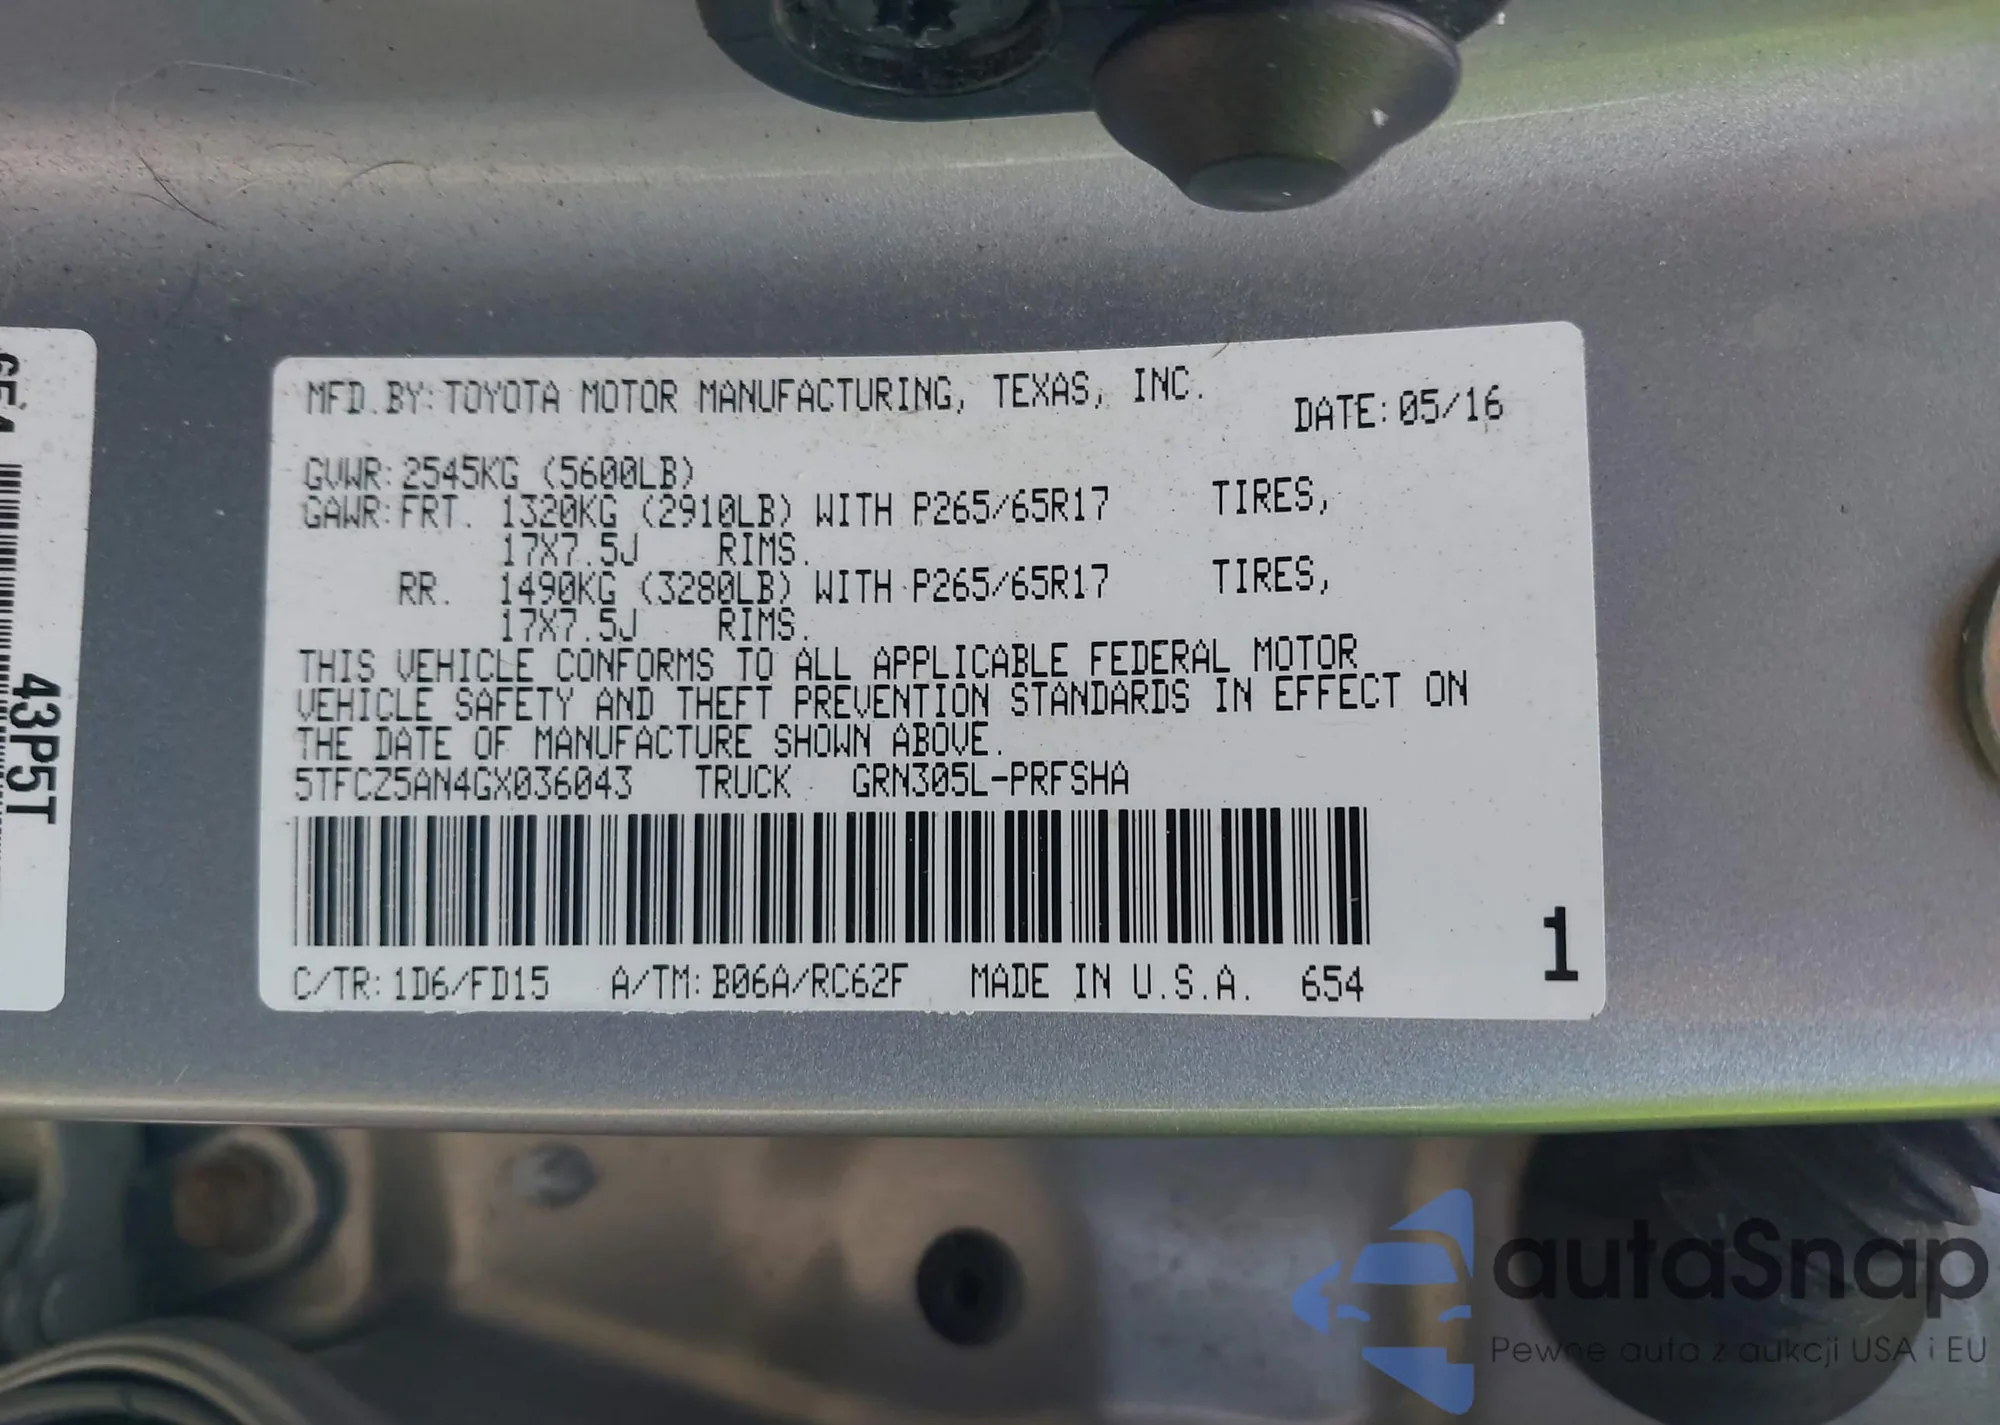 MFD.BY:TOYOTA MOTOR MANUFACTURING, TEXAS, INC.
DATE:05/16
GVWR:2545KG (5600LB)
GAWR:FRT. 1320KG (2910LB) WITH P265/65R17 TIRES,
17X7.5J RIMS.
RR. 1490KG (3280LB) WITH P265/65R17 TIRES,
17X7.5J RIMS.
THIS VEHICLE CONFORMS TO ALL APPLICABLE FEDERAL MOTOR
VEHICLE SAFETY AND THEFT PREVENTION STANDARDS IN EFFECT ON
THE DATE OF MANUFACTURE SHOWN ABOVE.
5TFCZ5AN4GX036043 TRUCK GRN305L-PRFSHA
C/TR:1D6/FD15 A/TM:B06A/RC62F MADE IN U.S.A. 654
1
654
43P5T
autaSnap
Pewne auta z aukcji USA i EU